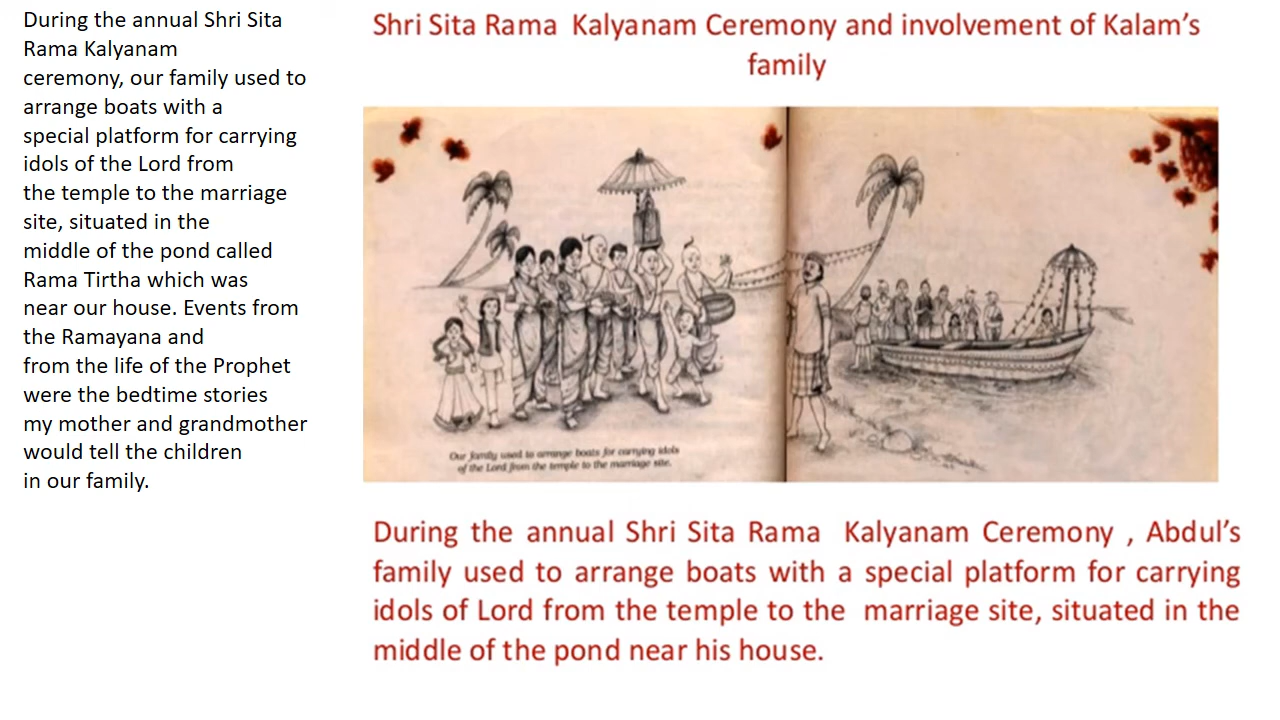 During the annual Shri Sita
Rama Kalyanam
ceremony, our family used to
arrange boats with a
special platform for carrying
idols of the Lord from
the temple to the marriage
site, situated in the
middle of the pond called
Rama Tirtha which was
near our house. Events from
the Ramayana and
from the life of the Prophet
were the bedtime stories
my mother and grandmother
would tell the children
in our family.
Shri Sita Rama Kalyanam Ceremony and involvement of Kalam’s
family
Our family used to arrange boats for carrying idols
of the Lord from the temple to the marriage site.
During the annual Shri Sita Rama Kalyanam Ceremony , Abdul’s
family used to arrange boats with a special platform for carrying
idols of Lord from the temple to the marriage site, situated in the
middle of the pond near his house.